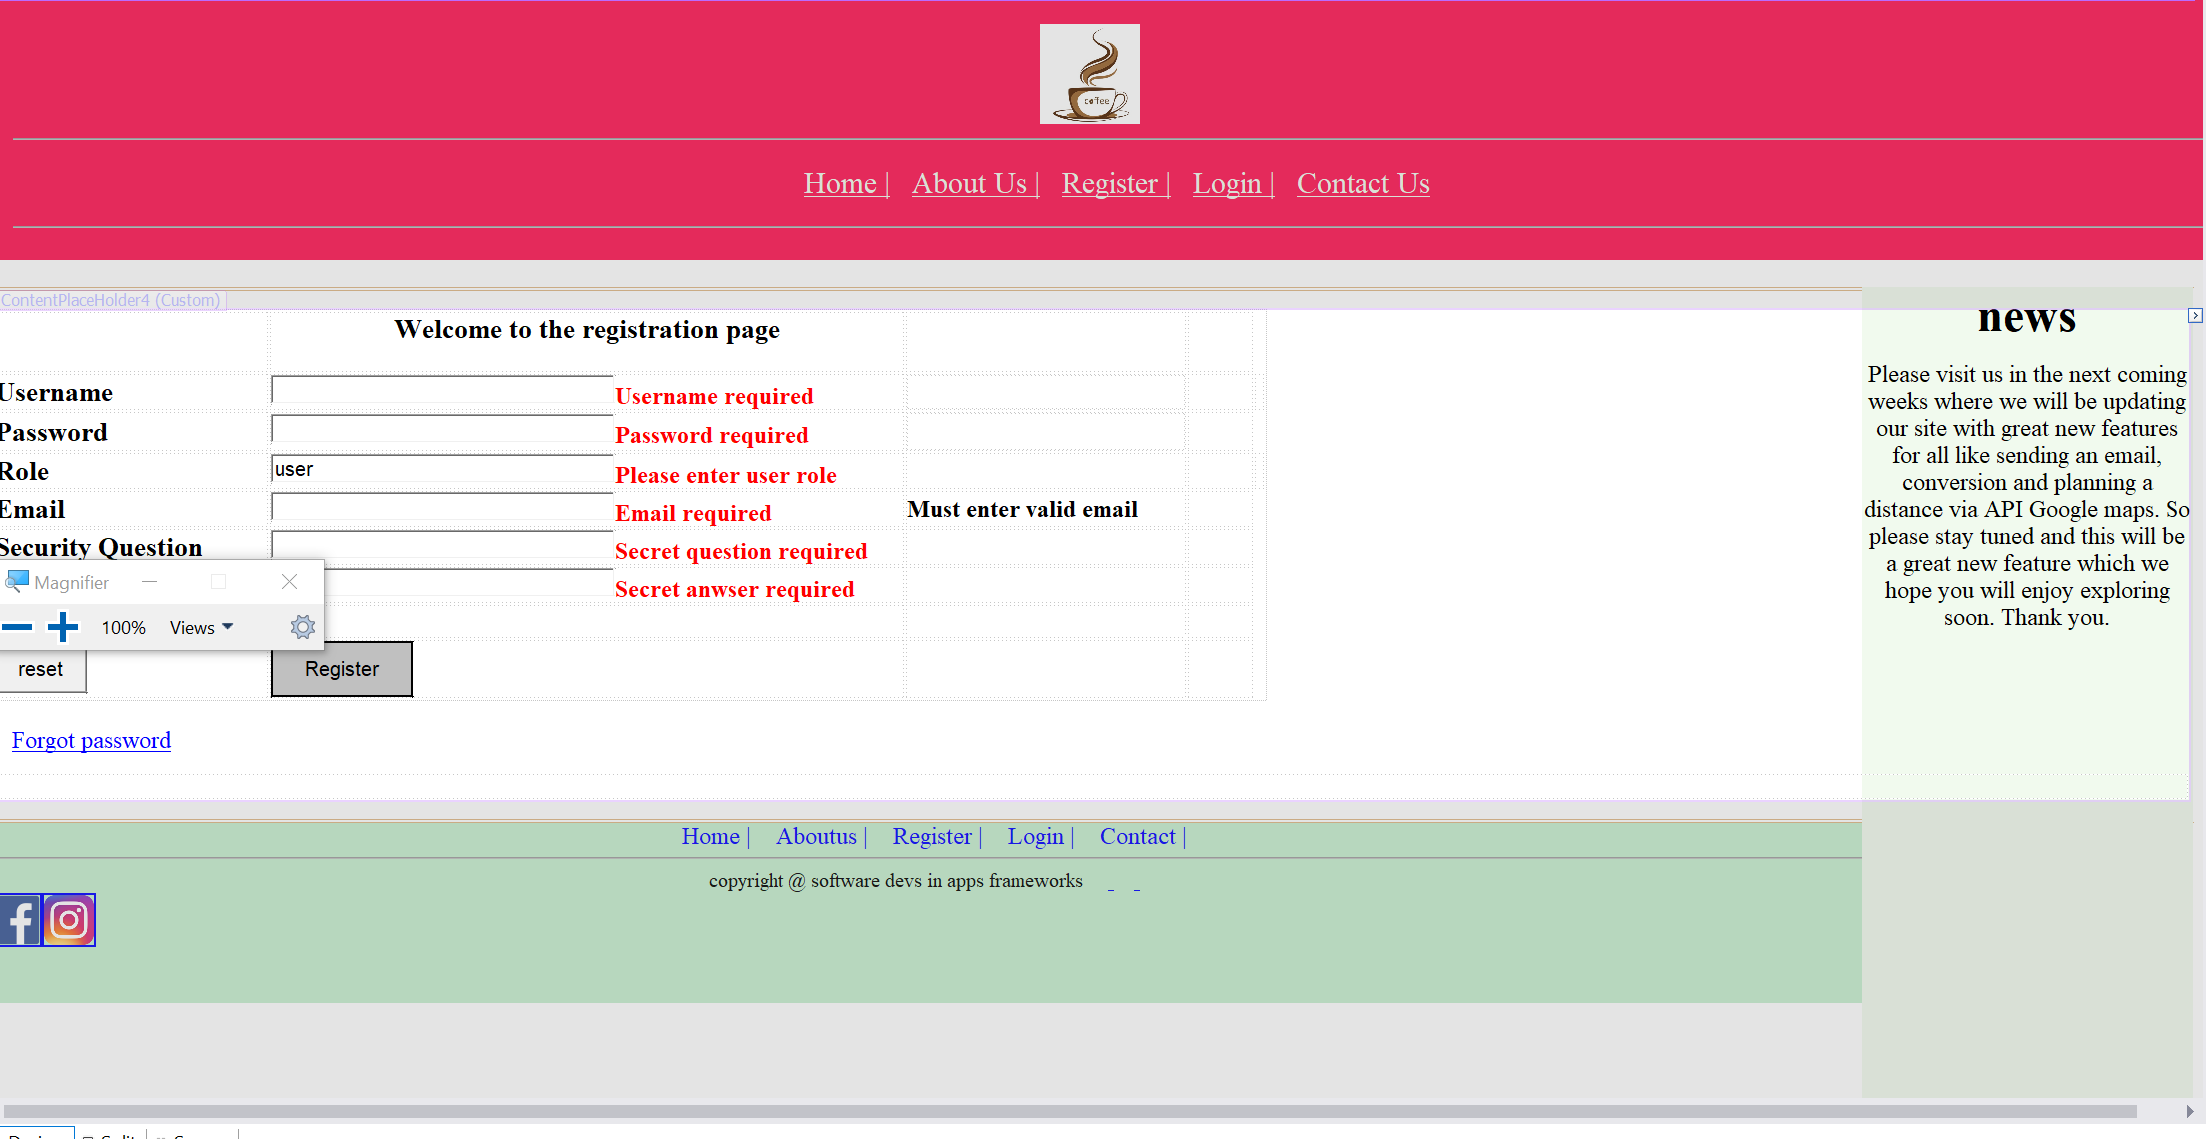 coffee
Home | About Us | Register | Login | Contact Us
ContentPlaceHolder4 (Custom)
Welcome to the registration page
Username Username required
Password Password required
Role user Please enter user role
Email Email required Must enter valid email
Security Question Secret question required
Secret anwser required
Magnifier
100% Views
reset Register
Forgot password
news
Please visit us in the next coming
weeks where we will be updating
our site with great new features
for all like sending an email,
conversion and planning a
distance via API Google maps. So
please stay tuned and this will be
a great new feature which we
hope you will enjoy exploring
soon. Thank you.
Home | Aboutus | Register | Login | Contact |
copyright @ software devs in apps frameworks